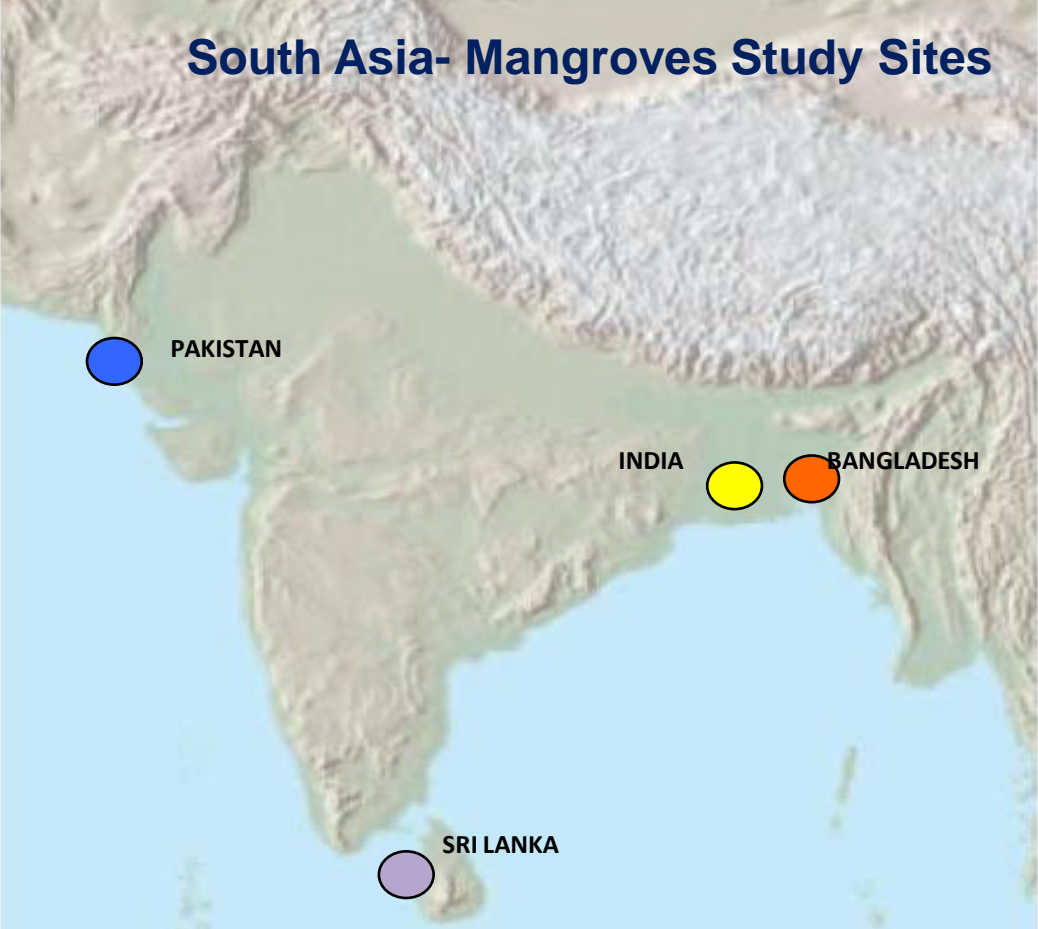 South Asia- Mangroves Study Sites
PAKISTAN
INDIA
BANGLADESH
SRI LANKA